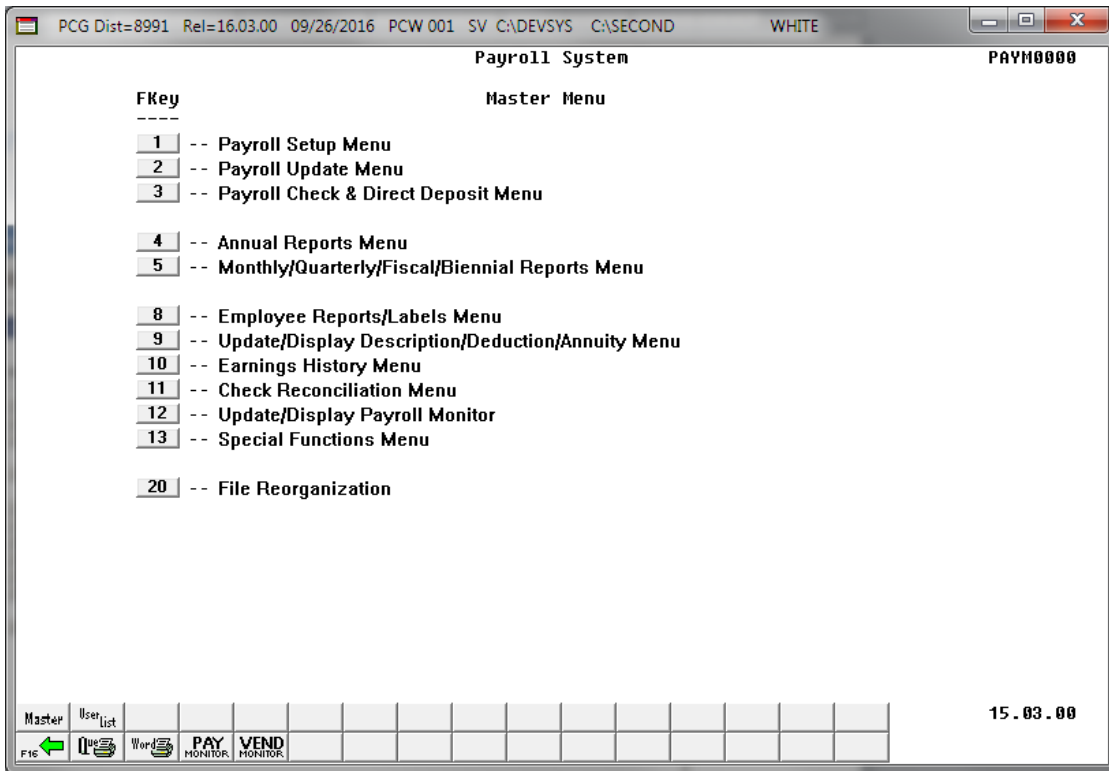 PCG Dist=8991 Rel=16.03.00 09/26/2016 PCW 001 SV C:\DEVSYS C:\SECOND WHITE
Payroll System PAYM0000
FKey Master Menu
----
1 -- Payroll Setup Menu
2 -- Payroll Update Menu
3 -- Payroll Check & Direct Deposit Menu
4 -- Annual Reports Menu
5 -- Monthly/Quarterly/Fiscal/Biennial Reports Menu
8 -- Employee Reports/Labels Menu
9 -- Update/Display Description/Deduction/Annuity Menu
10 -- Earnings History Menu
11 -- Check Reconciliation Menu
12 -- Update/Display Payroll Monitor
13 -- Special Functions Menu
20 -- File Reorganization
Master User List 15.03.00
F16 Que Word PAY MONITOR VEND MONITOR